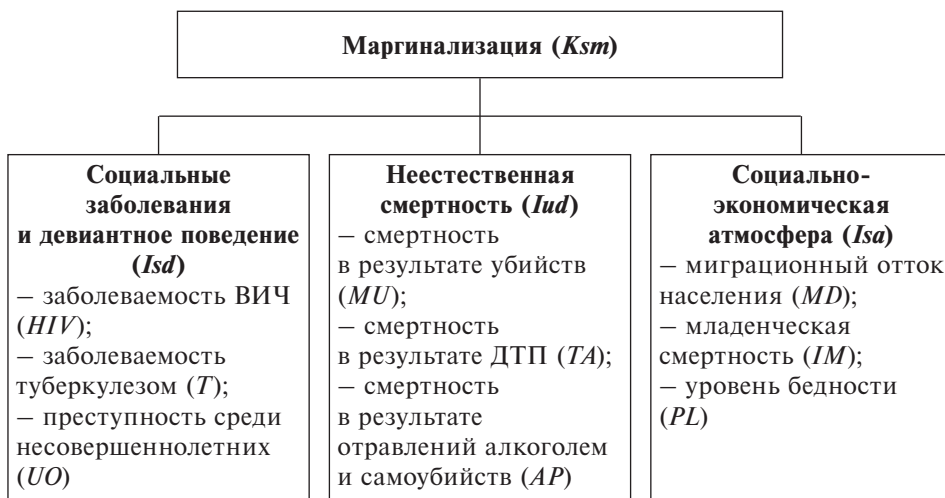 Маргинализация (Ksm)
Социальные
заболевания
и девиантное поведение
(Isd)
– заболеваемость ВИЧ
(HIV);
– заболеваемость
туберкулезом (T);
– преступность среди
несовершеннолетних
(UO)
Неестественная
смертность (Iud)
– смертность
в результате убийств
(MU);
– смертность
в результате ДТП (TA);
– смертность
в результате
отравлений алкоголем
и самоубийств (AP)
Социально-
экономическая
атмосфера (Isa)
– миграционный отток
населения (MD);
– младенческая
смертность (IM);
– уровень бедности
(PL)